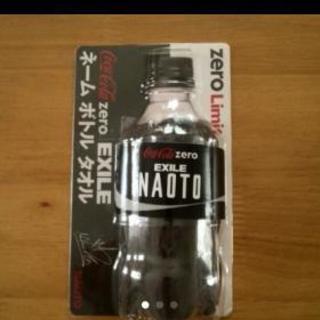 zero Limit
Coca-Cola zero
EXILE
NAOTO
Coca-Cola zero EXILE
ネーム ボトル タオル